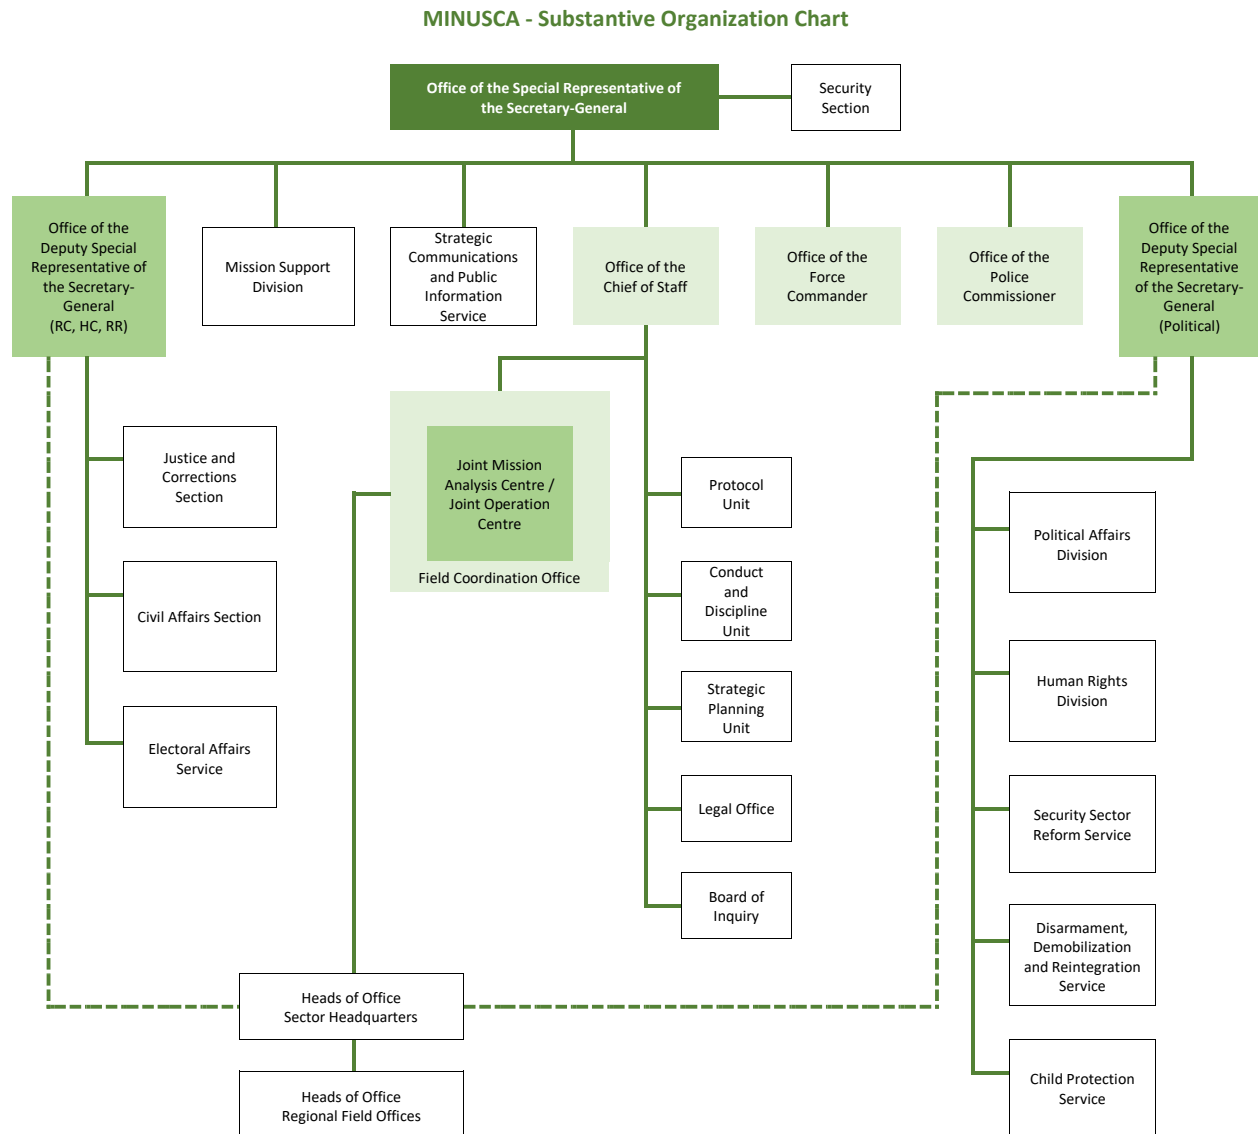 MINUSCA - Substantive Organization Chart
Office of the Special Representative of
the Secretary-General
Security
Section
Office of the
Deputy Special
Representative of
the Secretary-
General
(RC, HC, RR)
Mission Support
Division
Strategic
Communications
and Public
Information
Service
Office of the
Chief of Staff
Office of the
Force
Commander
Office of the
Police
Commissioner
Office of the
Deputy Special
Representative
of the Secretary-
General
(Political)
Justice and
Corrections
Section
Civil Affairs Section
Electoral Affairs
Service
Joint Mission
Analysis Centre /
Joint Operation
Centre
Field Coordination Office
Protocol
Unit
Conduct
and
Discipline
Unit
Strategic
Planning
Unit
Legal Office
Board of
Inquiry
Political Affairs
Division
Human Rights
Division
Security Sector
Reform Service
Disarmament,
Demobilization
and Reintegration
Service
Child Protection
Service
Heads of Office
Sector Headquarters
Heads of Office
Regional Field Offices